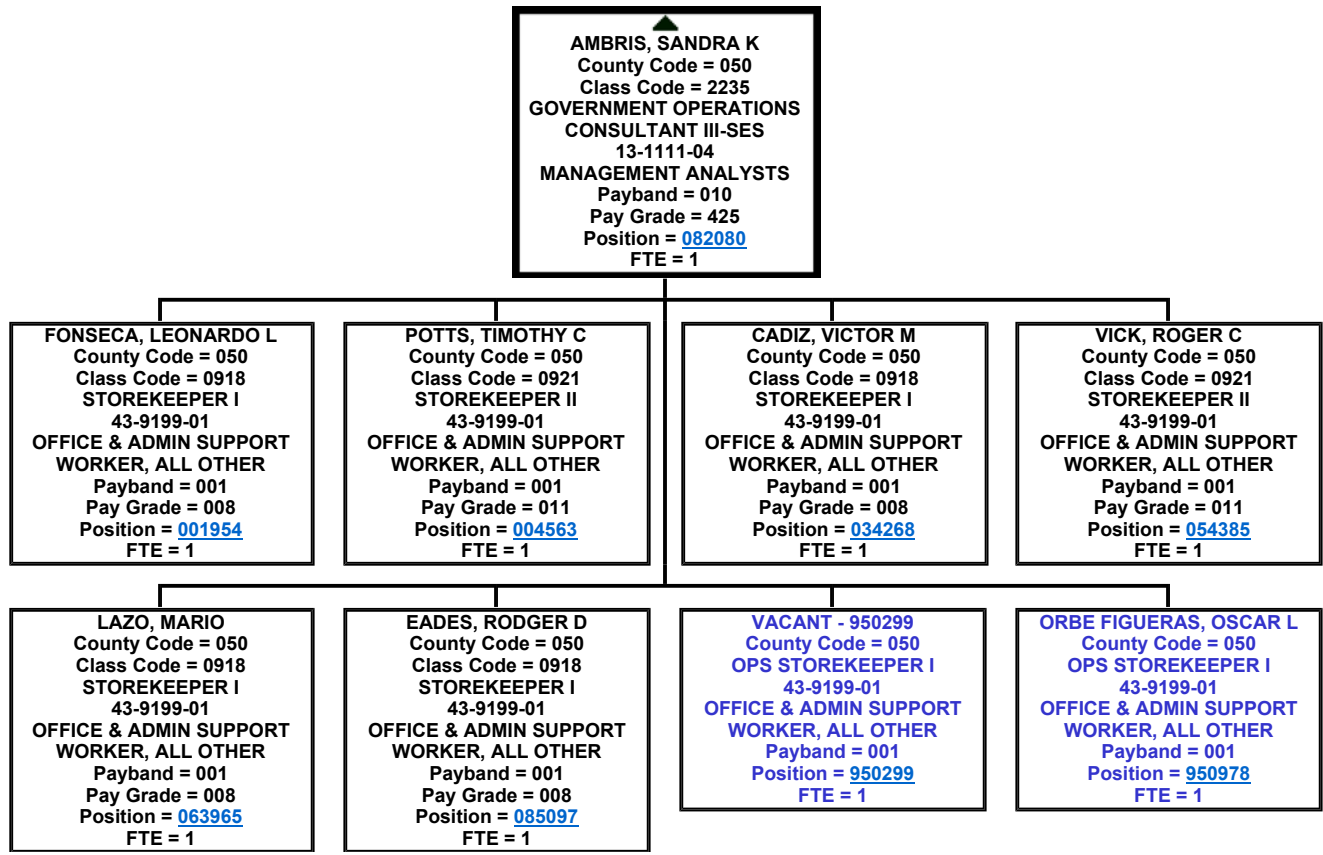 AMBRIS, SANDRA K
County Code = 050
Class Code = 2235
GOVERNMENT OPERATIONS
CONSULTANT III-SES
13-1111-04
MANAGEMENT ANALYSTS
Payband = 010
Pay Grade = 425
Position = 082080
FTE = 1
FONSECA, LEONARDO L
County Code = 050
Class Code = 0918
STOREKEEPER I
43-9199-01
OFFICE & ADMIN SUPPORT
WORKER, ALL OTHER
Payband = 001
Pay Grade = 008
Position = 001954
FTE = 1
POTTS, TIMOTHY C
County Code = 050
Class Code = 0921
STOREKEEPER II
43-9199-01
OFFICE & ADMIN SUPPORT
WORKER, ALL OTHER
Payband = 001
Pay Grade = 011
Position = 004563
FTE = 1
CADIZ, VICTOR M
County Code = 050
Class Code = 0918
STOREKEEPER I
43-9199-01
OFFICE & ADMIN SUPPORT
WORKER, ALL OTHER
Payband = 001
Pay Grade = 008
Position = 034268
FTE = 1
VICK, ROGER C
County Code = 050
Class Code = 0921
STOREKEEPER II
43-9199-01
OFFICE & ADMIN SUPPORT
WORKER, ALL OTHER
Payband = 001
Pay Grade = 011
Position = 054385
FTE = 1
LAZO, MARIO
County Code = 050
Class Code = 0918
STOREKEEPER I
43-9199-01
OFFICE & ADMIN SUPPORT
WORKER, ALL OTHER
Payband = 001
Pay Grade = 008
Position = 063965
FTE = 1
EADES, RODGER D
County Code = 050
Class Code = 0918
STOREKEEPER I
43-9199-01
OFFICE & ADMIN SUPPORT
WORKER, ALL OTHER
Payband = 001
Pay Grade = 008
Position = 085097
FTE = 1
VACANT - 950299
County Code = 050
OPS STOREKEEPER I
43-9199-01
OFFICE & ADMIN SUPPORT
WORKER, ALL OTHER
Payband = 001
Position = 950299
FTE = 1
ORBE FIGUERAS, OSCAR L
County Code = 050
OPS STOREKEEPER I
43-9199-01
OFFICE & ADMIN SUPPORT
WORKER, ALL OTHER
Payband = 001
Position = 950978
FTE = 1